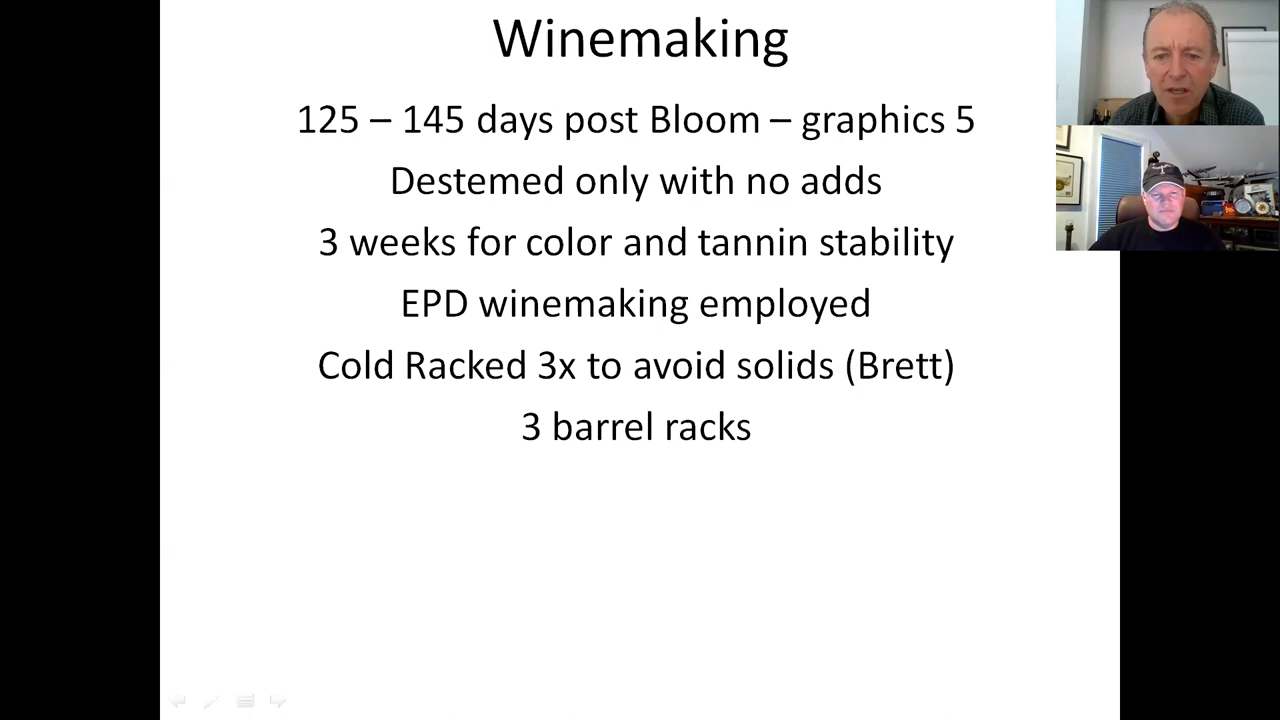 Winemaking
125 – 145 days post Bloom – graphics 5
Destemed only with no adds
3 weeks for color and tannin stability
EPD winemaking employed
Cold Racked 3x to avoid solids (Brett)
3 barrel racks